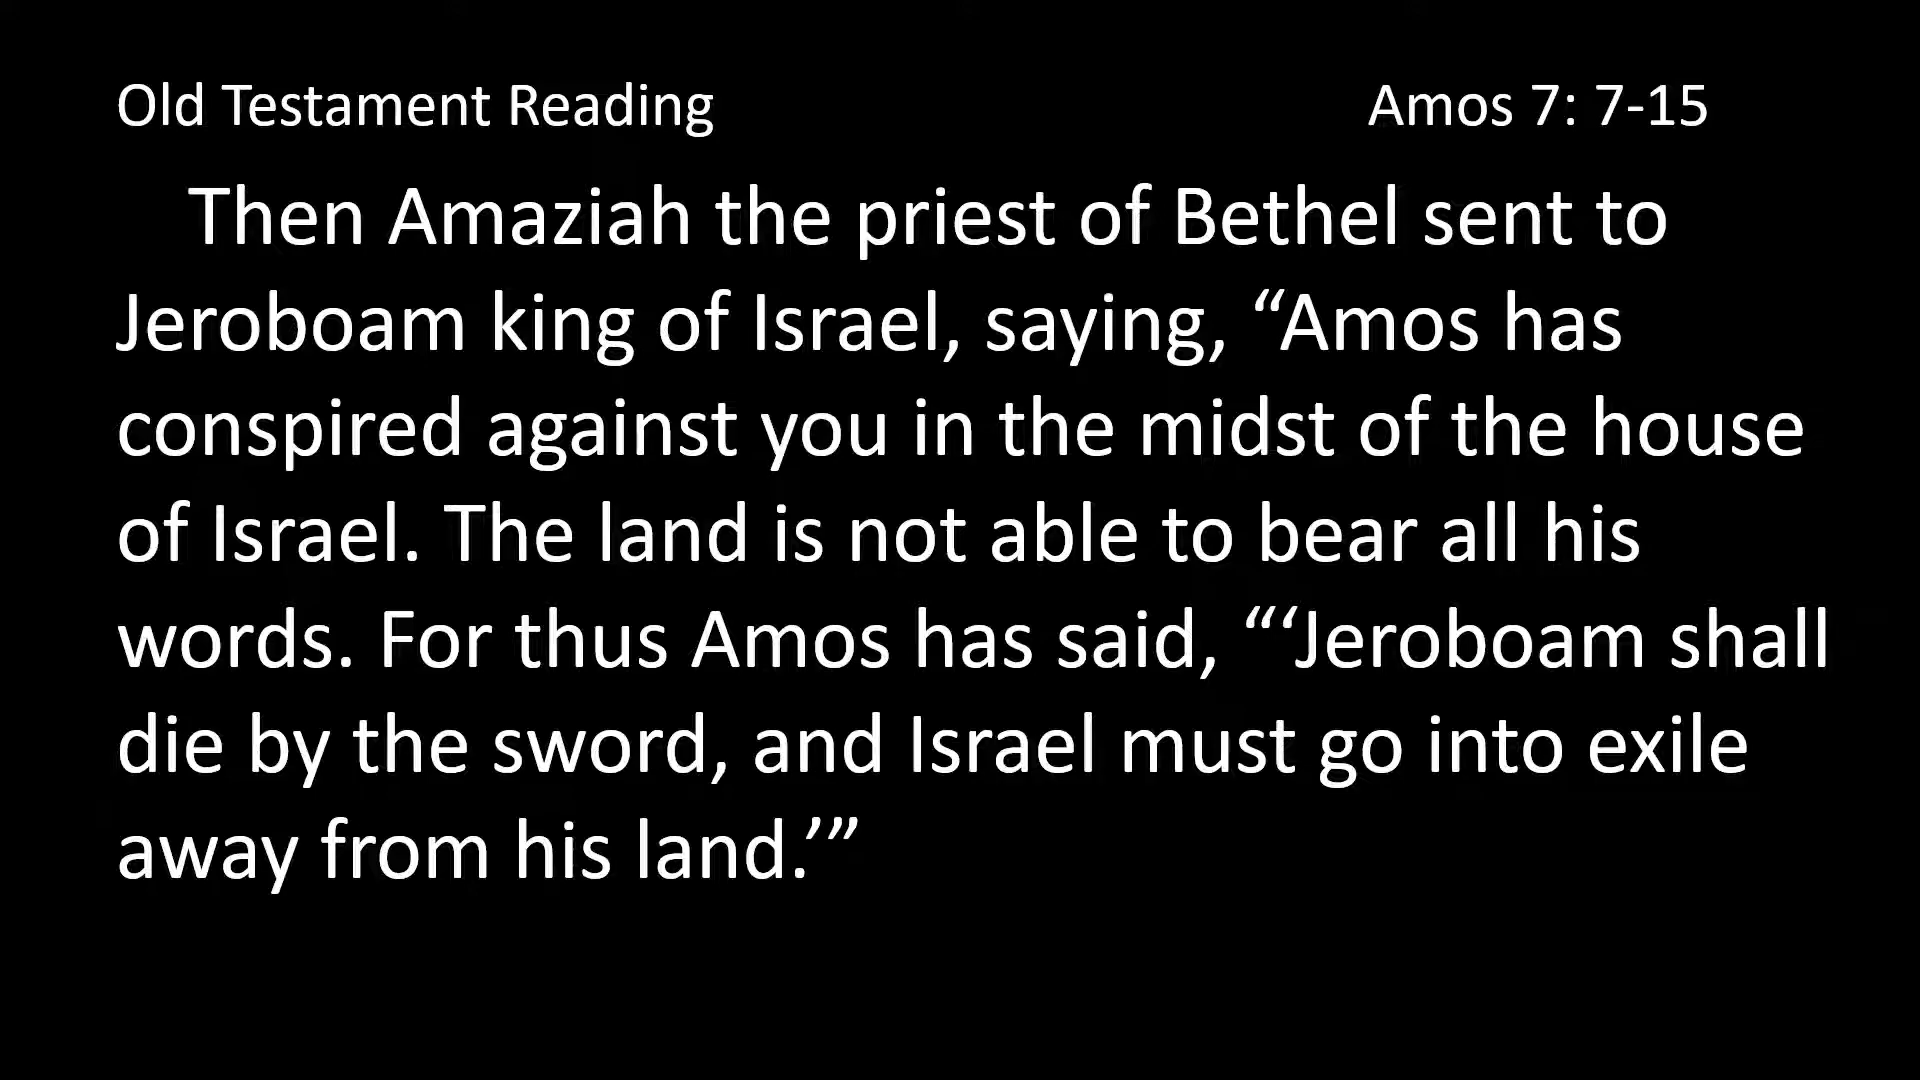 Old Testament Reading Amos 7: 7-15
Then Amaziah the priest of Bethel sent to
Jeroboam king of Israel, saying, “Amos has
conspired against you in the midst of the house
of Israel. The land is not able to bear all his
words. For thus Amos has said, “‘Jeroboam shall
die by the sword, and Israel must go into exile
away from his land.’”